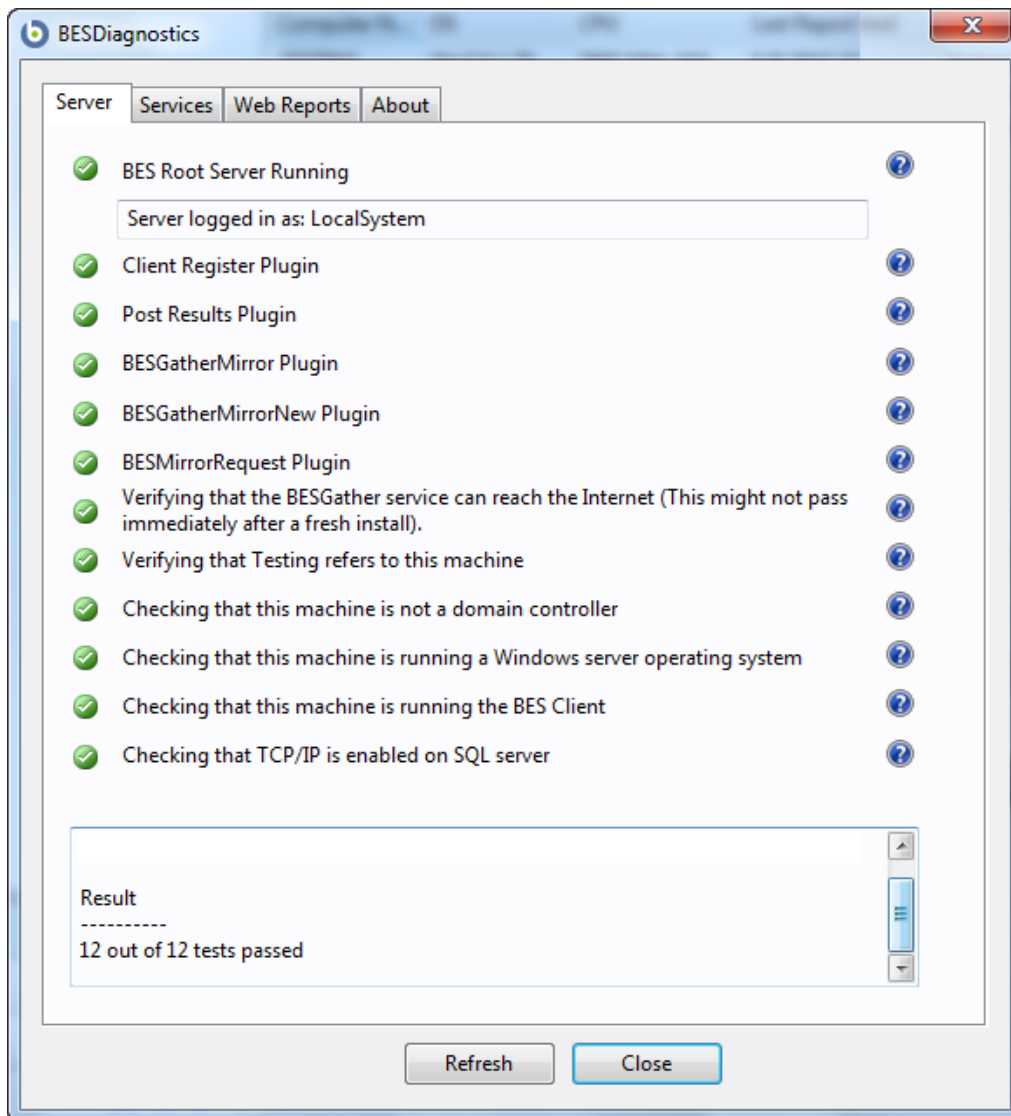 BESDiagnostics
Server
Services
Web Reports
About
BES Root Server Running
Server logged in as: LocalSystem
Client Register Plugin
Post Results Plugin
BESGatherMirror Plugin
BESGatherMirrorNew Plugin
BESMirrorRequest Plugin
Verifying that the BESGather service can reach the Internet (This might not pass
immediately after a fresh install).
Verifying that Testing refers to this machine
Checking that this machine is not a domain controller
Checking that this machine is running a Windows server operating system
Checking that this machine is running the BES Client
Checking that TCP/IP is enabled on SQL server
Result
----------
12 out of 12 tests passed
Refresh
Close